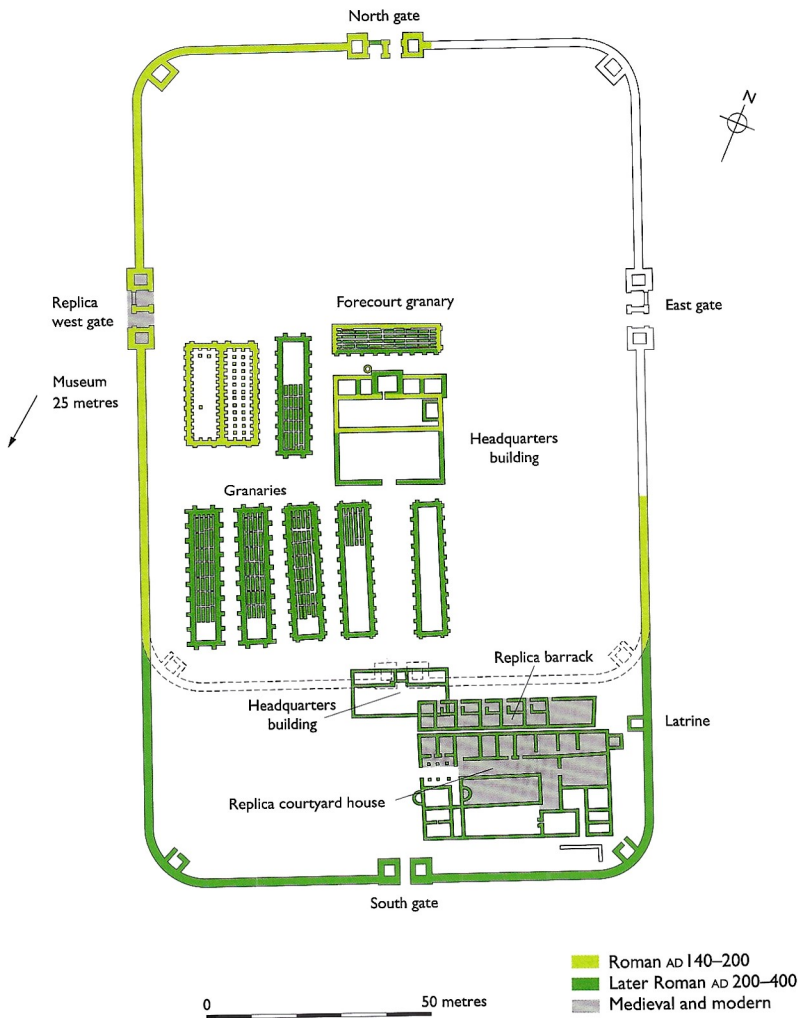 North gate
N
Replica
west gate
Forecourt granary
East gate
Museum
25 metres
Headquarters
building
Granaries
Replica barrack
Headquarters
building
Latrine
Replica courtyard house
South gate
Roman AD 140–200
Later Roman AD 200–400
Medieval and modern
0
50 metres